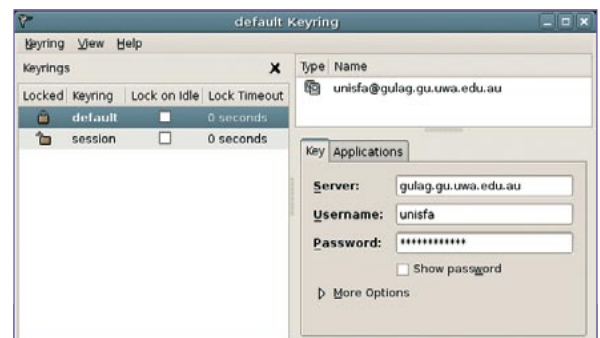 default Keyring
Keyring View Help
Keyrings
Locked Keyring Lock on Idle Lock Timeout
default 0 seconds
session 0 seconds
Type Name
unisfa@gulag.gu.uwa.edu.au
Key Applications
Server: gulag.gu.uwa.edu.au
Username: unisfa
Password: ************
Show password
More Options